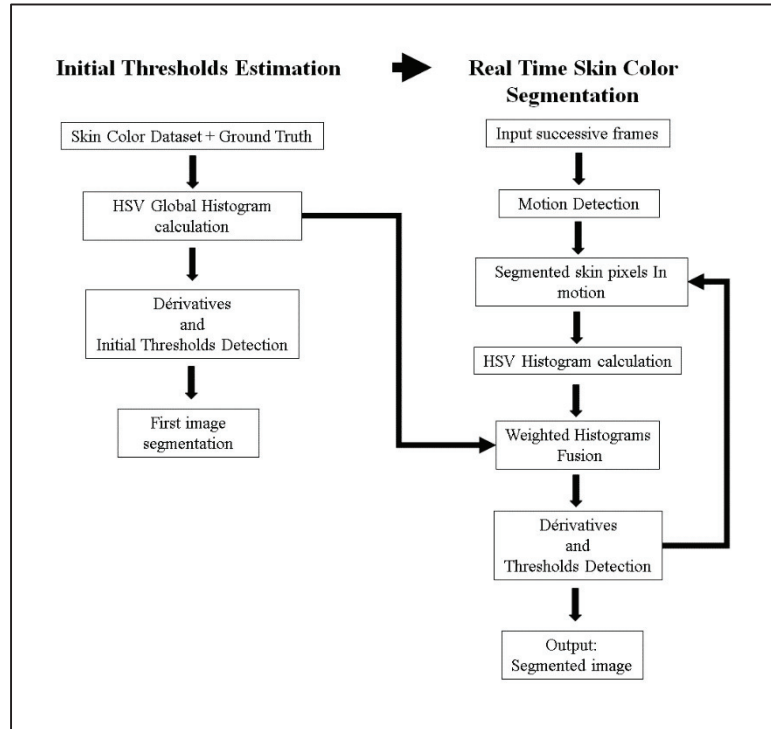 Initial Thresholds Estimation
Skin Color Dataset + Ground Truth
HSV Global Histogram
calculation
Dérivatives
and
Initial Thresholds Detection
First image
segmentation
Real Time Skin Color
Segmentation
Input successive frames
Motion Detection
Segmented skin pixels In
motion
HSV Histogram calculation
Weighted Histograms
Fusion
Dérivatives
and
Thresholds Detection
Output:
Segmented image